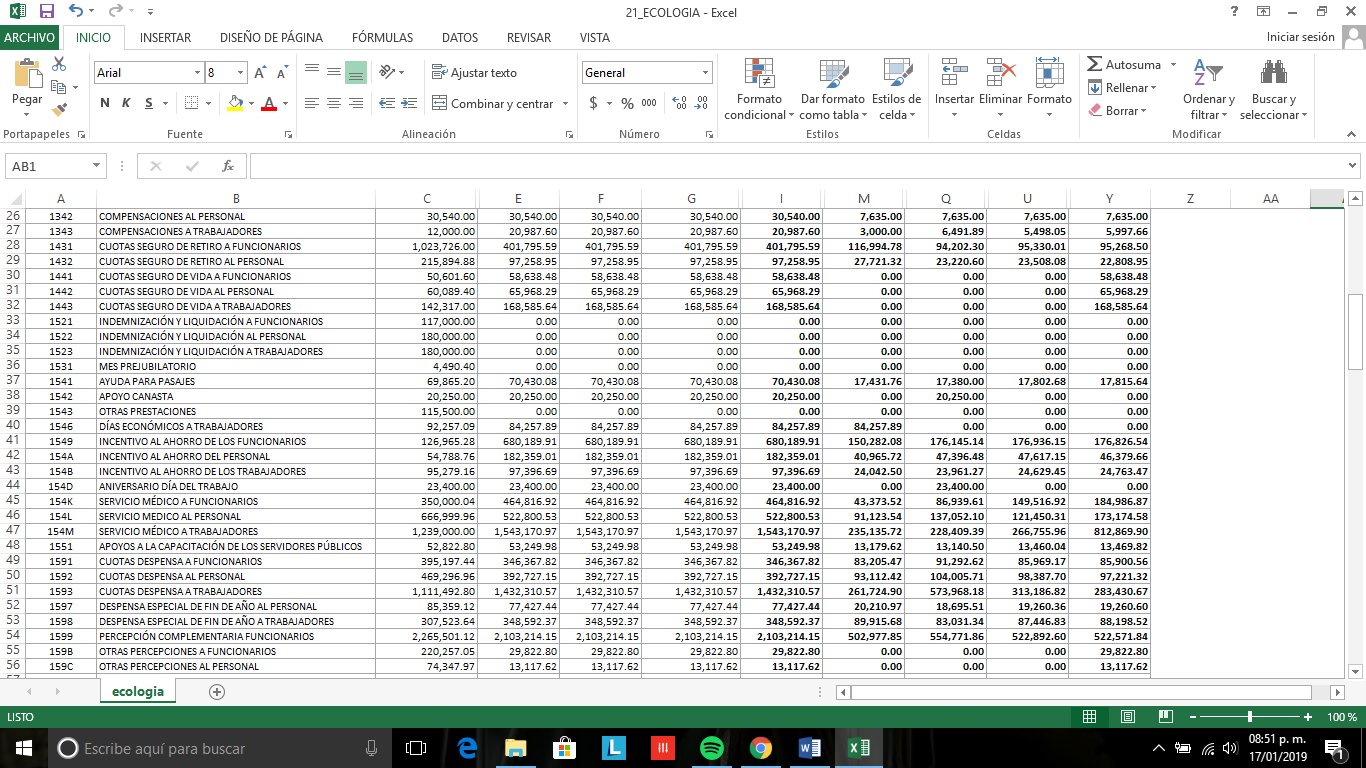 21_ECOLOGIA - Excel
ARCHIVO INICIO INSERTAR DISEÑO DE PÁGINA FÓRMULAS DATOS REVISAR VISTA Iniciar sesión
Arial 8 Ajustar texto General Autosuma
Pegar Formato Dar formato Estilos de Insertar Eliminar Formato Rellenar Ordenar y Buscar y
N K S Combinar y centrar $ % 000 condicional como tabla celda Borrar filtrar seleccionar
Portapapeles Fuente Alineación Número Estilos Celdas Modificar
AB1 fx
A B C E F G I M Q U Y Z AA
26 1342 COMPENSACIONES AL PERSONAL 30,540.00 30,540.00 30,540.00 30,540.00 30,540.00 7,635.00 7,635.00 7,635.00 7,635.00
27 1343 COMPENSACIONES A TRABAJADORES 12,000.00 20,987.60 20,987.60 20,987.60 20,987.60 3,000.00 6,491.89 5,498.05 5,997.66
28 1431 CUOTAS SEGURO DE RETIRO A FUNCIONARIOS 1,023,726.00 401,795.59 401,795.59 401,795.59 401,795.59 116,994.78 94,202.30 95,330.01 95,268.50
29 1432 CUOTAS SEGURO DE RETIRO AL PERSONAL 215,894.88 97,258.95 97,258.95 97,258.95 97,258.95 27,721.32 23,220.60 23,508.08 22,808.95
30 1441 CUOTAS SEGURO DE VIDA A FUNCIONARIOS 50,601.60 58,638.48 58,638.48 58,638.48 58,638.48 0.00 0.00 0.00 58,638.48
31 1442 CUOTAS SEGURO DE VIDA AL PERSONAL 60,089.40 65,968.29 65,968.29 65,968.29 65,968.29 0.00 0.00 0.00 65,968.29
32 1443 CUOTAS SEGURO DE VIDA A TRABAJADORES 142,317.00 168,585.64 168,585.64 168,585.64 168,585.64 0.00 0.00 0.00 168,585.64
33 1521 INDEMNIZACIÓN Y LIQUIDACIÓN A FUNCIONARIOS 117,000.00 0.00 0.00 0.00 0.00 0.00 0.00 0.00 0.00
34 1522 INDEMNIZACIÓN Y LIQUIDACIÓN AL PERSONAL 180,000.00 0.00 0.00 0.00 0.00 0.00 0.00 0.00 0.00
35 1523 INDEMNIZACIÓN Y LIQUIDACIÓN A TRABAJADORES 180,000.00 0.00 0.00 0.00 0.00 0.00 0.00 0.00 0.00
36 1531 MES PREJUBILATORIO 4,490.40 0.00 0.00 0.00 0.00 0.00 0.00 0.00 0.00
37 1541 AYUDA PARA PASAJES 69,865.20 70,430.08 70,430.08 70,430.08 70,430.08 17,431.76 17,380.00 17,802.68 17,815.64
38 1542 APOYO CANASTA 20,250.00 20,250.00 20,250.00 20,250.00 20,250.00 0.00 20,250.00 0.00 0.00
39 1543 OTRAS PRESTACIONES 115,500.00 0.00 0.00 0.00 0.00 0.00 0.00 0.00 0.00
40 1546 DÍAS ECONÓMICOS A TRABAJADORES 92,257.09 84,257.89 84,257.89 84,257.89 84,257.89 84,257.89 0.00 0.00 0.00
41 1549 INCENTIVO AL AHORRO DE LOS FUNCIONARIOS 126,965.28 680,189.91 680,189.91 680,189.91 680,189.91 150,282.08 176,145.14 176,936.15 176,826.54
42 154A INCENTIVO AL AHORRO DEL PERSONAL 54,788.76 182,359.01 182,359.01 182,359.01 182,359.01 40,965.72 47,396.48 47,617.15 46,379.66
43 154B INCENTIVO AL AHORRO DE LOS TRABAJADORES 95,279.16 97,396.69 97,396.69 97,396.69 97,396.69 24,042.50 23,961.27 24,629.45 24,763.47
44 154D ANIVERSARIO DÍA DEL TRABAJO 23,400.00 23,400.00 23,400.00 23,400.00 23,400.00 0.00 23,400.00 0.00 0.00
45 154K SERVICIO MÉDICO A FUNCIONARIOS 350,000.04 464,816.92 464,816.92 464,816.92 464,816.92 43,373.52 86,939.61 149,516.92 184,986.87
46 154L SERVICIO MEDICO AL PERSONAL 666,999.96 522,800.53 522,800.53 522,800.53 522,800.53 91,123.54 137,052.10 121,450.31 173,174.58
47 154M SERVICIO MÉDICO A TRABAJADORES 1,239,000.00 1,543,170.97 1,543,170.97 1,543,170.97 1,543,170.97 235,135.72 228,409.39 266,755.96 812,869.90
48 1551 APOYOS A LA CAPACITACIÓN DE LOS SERVIDORES PÚBLICOS 52,822.80 53,249.98 53,249.98 53,249.98 53,249.98 13,179.62 13,140.50 13,460.04 13,469.82
49 1591 CUOTAS DESPENSA A FUNCIONARIOS 395,197.44 346,367.82 346,367.82 346,367.82 346,367.82 83,205.47 91,292.62 85,969.17 85,900.56
50 1592 CUOTAS DESPENSA AL PERSONAL 469,296.96 392,727.15 392,727.15 392,727.15 392,727.15 93,112.42 104,005.71 98,387.70 97,221.32
51 1593 CUOTAS DESPENSA A TRABAJADORES 1,111,492.80 1,432,310.57 1,432,310.57 1,432,310.57 1,432,310.57 261,724.90 573,968.18 313,186.82 283,430.67
52 1597 DESPENSA ESPECIAL DE FIN DE AÑO AL PERSONAL 85,359.12 77,427.44 77,427.44 77,427.44 77,427.44 20,210.97 18,695.51 19,260.36 19,260.60
53 1598 DESPENSA ESPECIAL DE FIN DE AÑO A TRABAJADORES 307,523.64 348,592.37 348,592.37 348,592.37 348,592.37 89,915.68 83,031.34 87,446.83 88,198.52
54 1599 PERCEPCIÓN COMPLEMENTARIA FUNCIONARIOS 2,265,501.12 2,103,214.15 2,103,214.15 2,103,214.15 2,103,214.15 502,977.85 554,771.86 522,892.60 522,571.84
55 159B OTRAS PERCEPCIONES A FUNCIONARIOS 220,257.05 29,822.80 29,822.80 29,822.80 29,822.80 0.00 0.00 0.00 29,822.80
56 159C OTRAS PERCEPCIONES AL PERSONAL 74,347.97 13,117.62 13,117.62 13,117.62 13,117.62 0.00 0.00 0.00 13,117.62
ecologia
LISTO 100 %
Escribe aquí para buscar 08:51 p. m.
17/01/2019